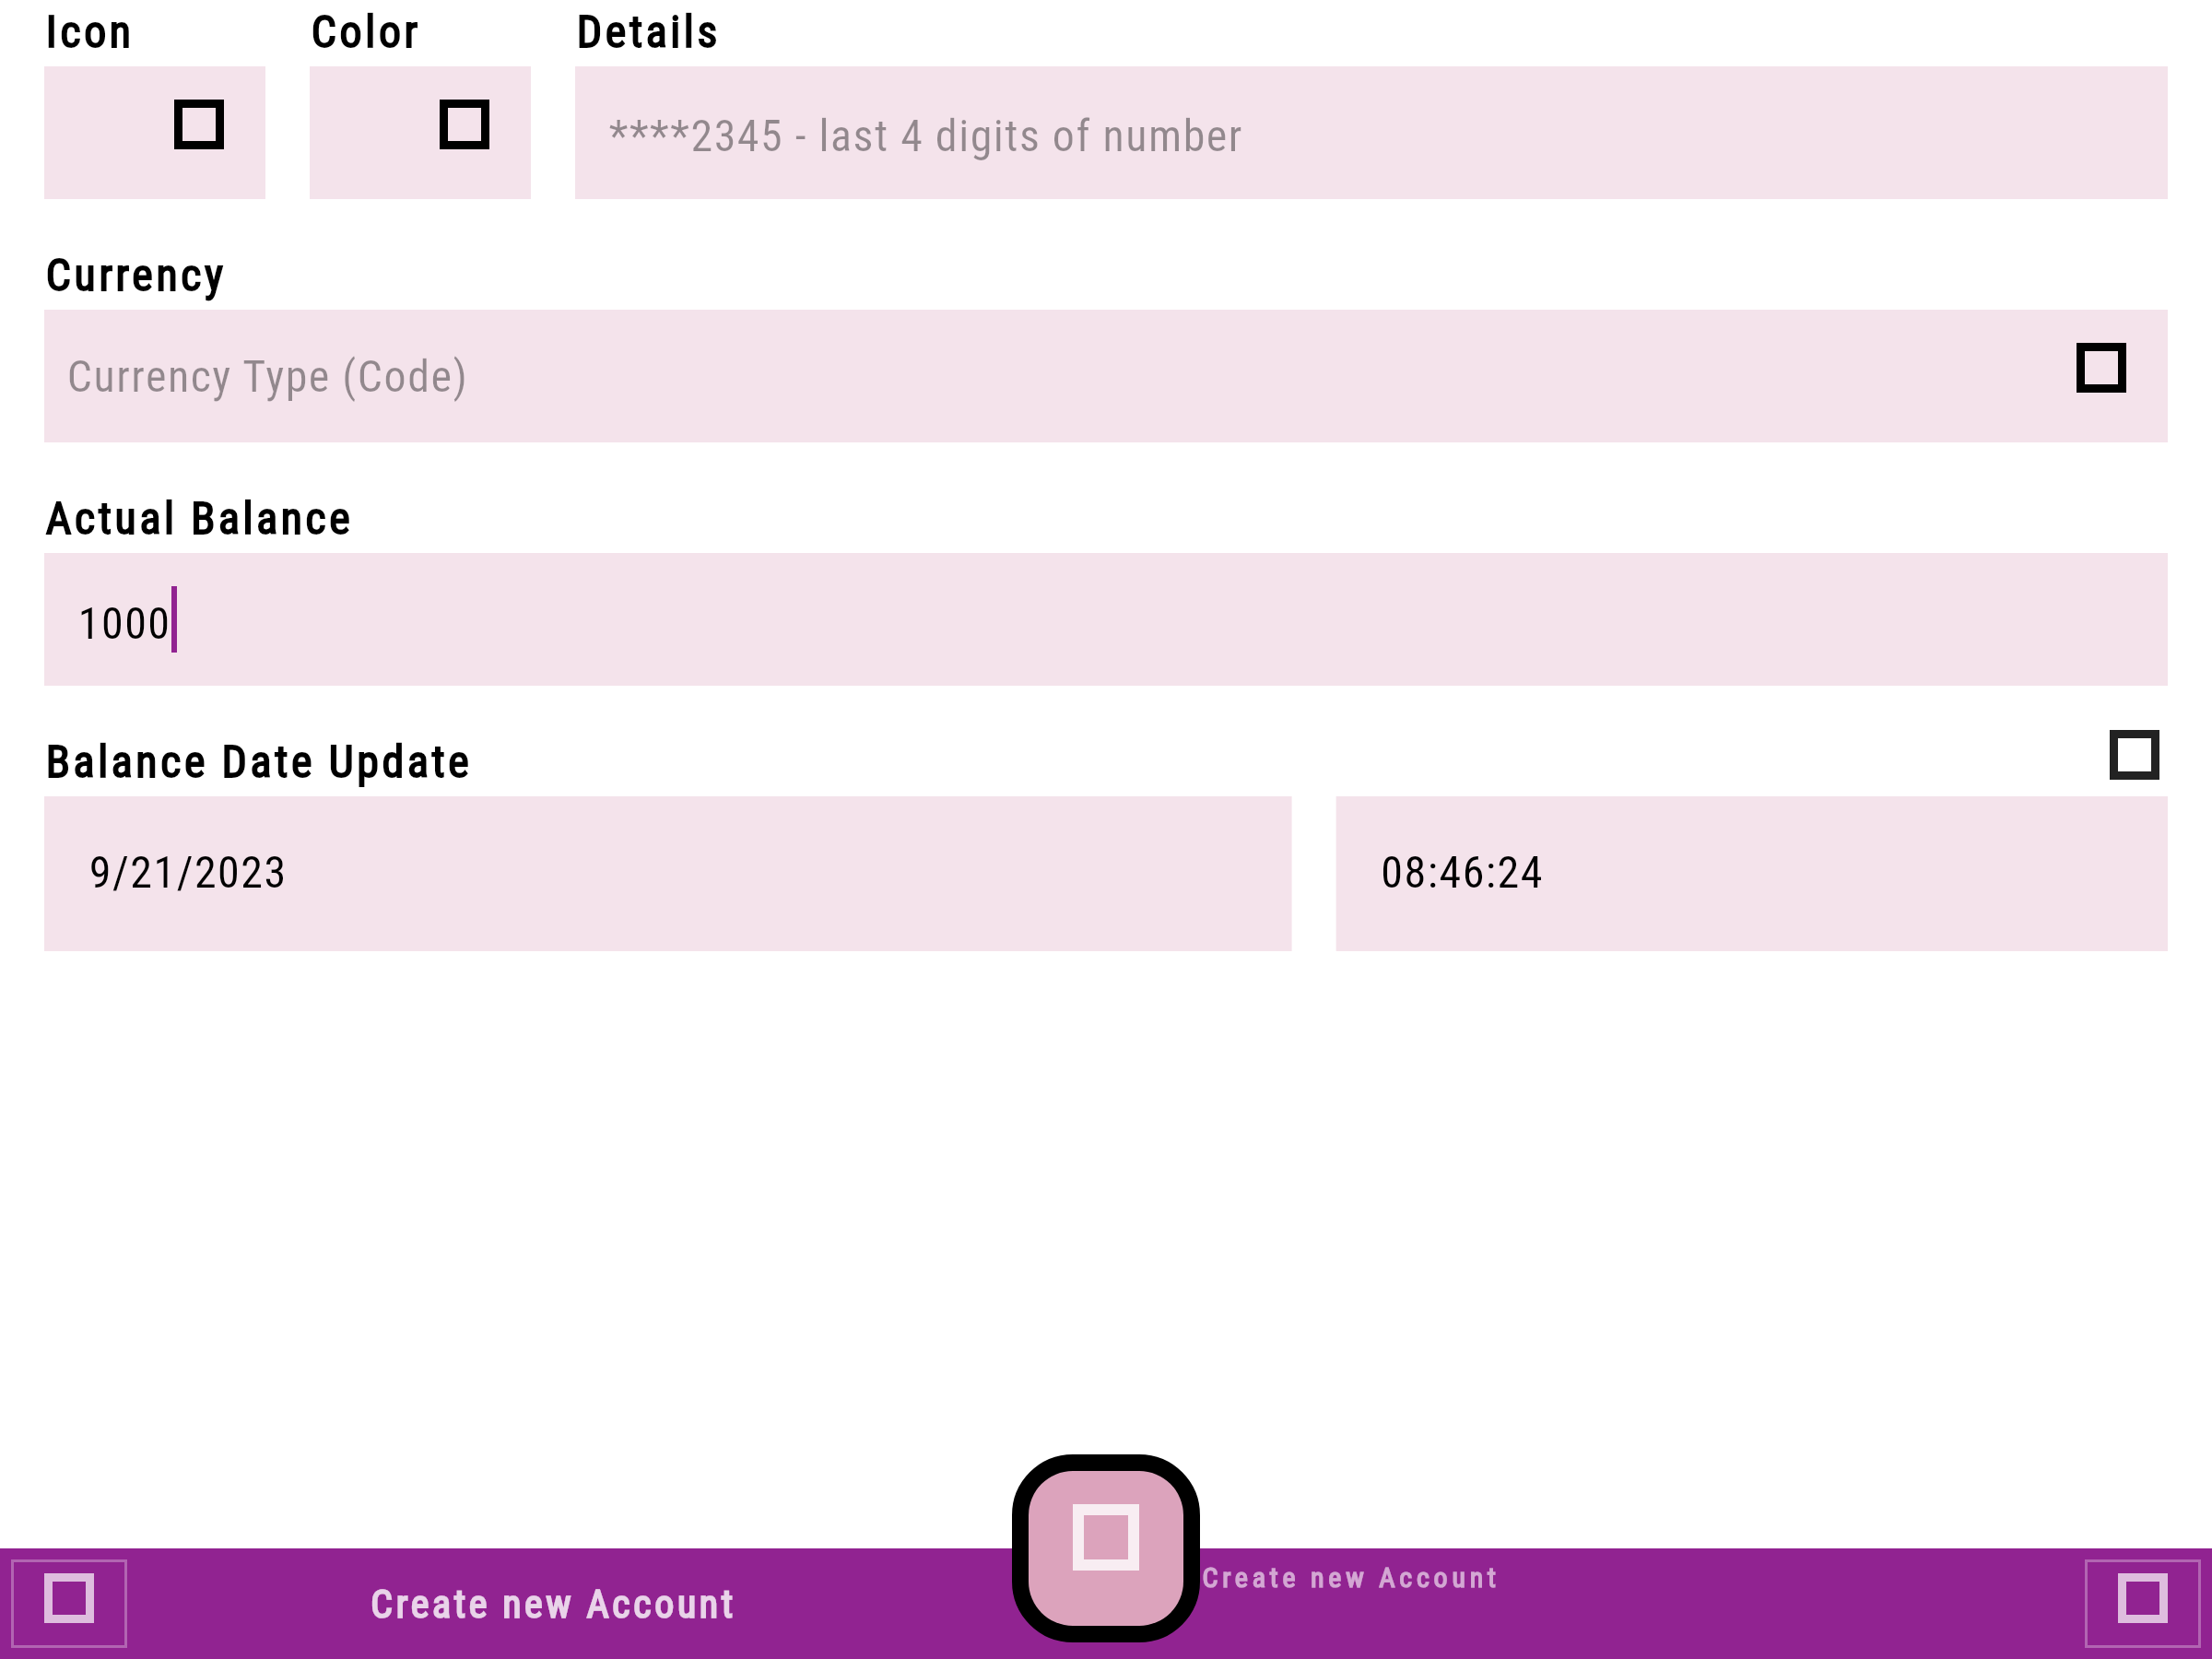 Icon Color Details
****2345 - last 4 digits of number
Currency
Currency Type (Code)
Actual Balance
1000
Balance Date Update
9/21/2023 08:46:24
Create new Account
Create new Account